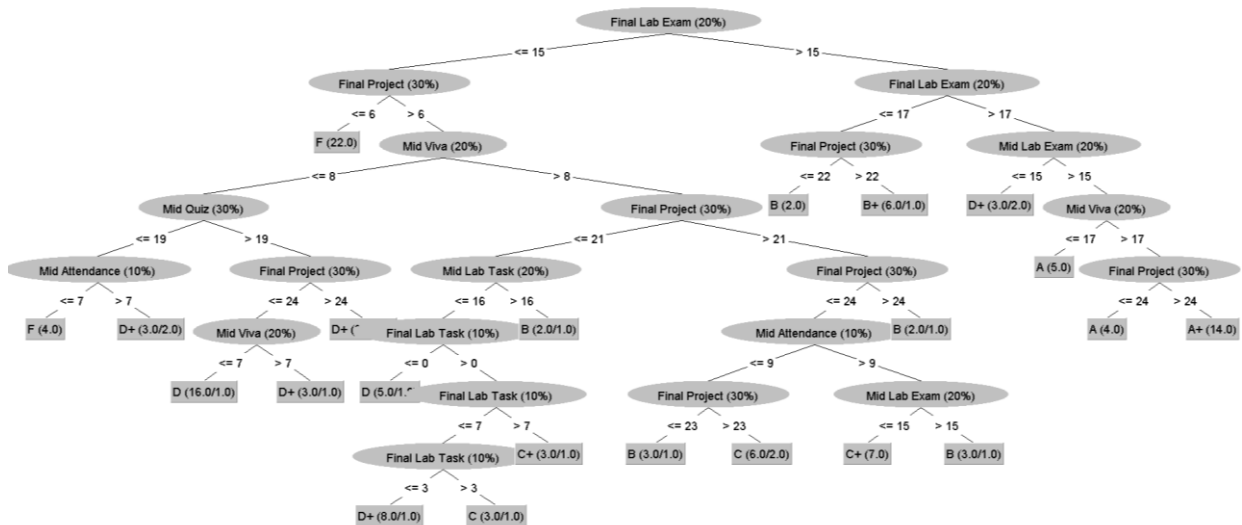 Final Lab Exam (20%)
<= 15 > 15
Final Project (30%) Final Lab Exam (20%)
<= 6 > 6 <= 17 > 17
F (22.0) Mid Viva (20%) Final Project (30%) Mid Lab Exam (20%)
<= 8 > 8 <= 22 > 22 <= 15 > 15
Mid Quiz (30%) Final Project (30%) B (2.0) B+ (6.0/1.0) D+ (3.0/2.0) Mid Viva (20%)
<= 19 > 19 <= 21 > 21 <= 17 > 17
Mid Attendance (10%) Final Project (30%) Mid Lab Task (20%) Final Project (30%) A (5.0) Final Project (30%)
<= 7 > 7 <= 24 > 24 <= 16 > 16 <= 24 > 24 <= 24 > 24
F (4.0) D+ (3.0/2.0) Mid Viva (20%) D+ Final Lab Task (10%) B (2.0/1.0) Mid Attendance (10%) B (2.0/1.0) A (4.0) A+ (14.0)
<= 7 > 7 <= 0 > 0 <= 9 > 9
D (16.0/1.0) D+ (3.0/1.0) D (5.0/1. Final Lab Task (10%) Final Project (30%) Mid Lab Exam (20%)
<= 7 > 7 <= 23 > 23 <= 15 > 15
Final Lab Task (10%) C+ (3.0/1.0) B (3.0/1.0) C (6.0/2.0) C+ (7.0) B (3.0/1.0)
<= 3 > 3
D+ (8.0/1.0) C (3.0/1.0)